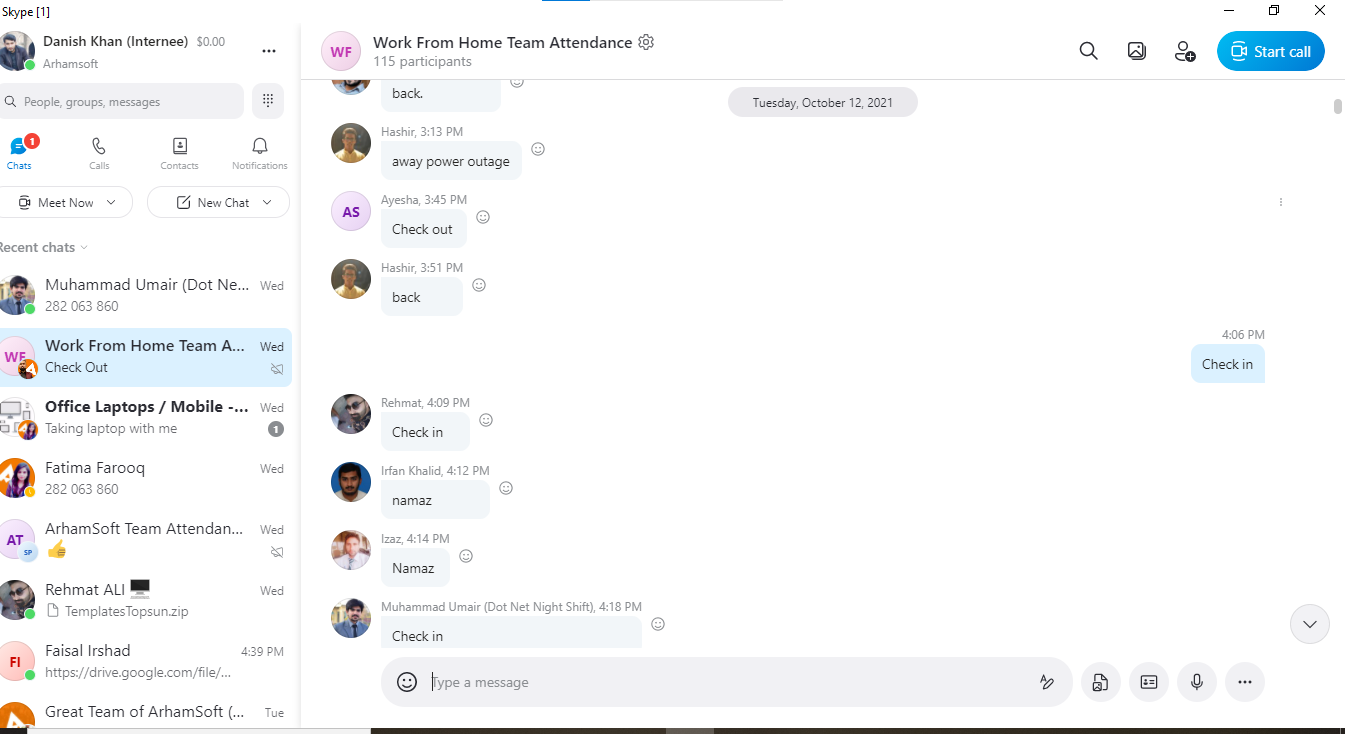 Skype [1]
Danish Khan (Internee) $0.00
Arhamsoft
People, groups, messages
1
Chats
Calls
Contacts
Notifications
Meet Now
New Chat
Recent chats
Muhammad Umair (Dot Ne... Wed
282 063 860
WF
Work From Home Team A... Wed
Check Out
Office Laptops / Mobile -... Wed
Taking laptop with me 1
Fatima Farooq Wed
282 063 860
AT
SP
ArhamSoft Team Attendan... Wed
👍
Rehmat ALI 🖥️ Wed
TemplatesTopsun.zip
FI
Faisal Irshad 4:39 PM
https://drive.google.com/file/...
Great Team of ArhamSoft (... Tue
WF
Work From Home Team Attendance
115 participants
Start call
back.
Tuesday, October 12, 2021
Hashir, 3:13 PM
away power outage
AS
Ayesha, 3:45 PM
Check out
Hashir, 3:51 PM
back
4:06 PM
Check in
Rehmat, 4:09 PM
Check in
Irfan Khalid, 4:12 PM
namaz
Izaz, 4:14 PM
Namaz
Muhammad Umair (Dot Net Night Shift), 4:18 PM
Check in
Type a message